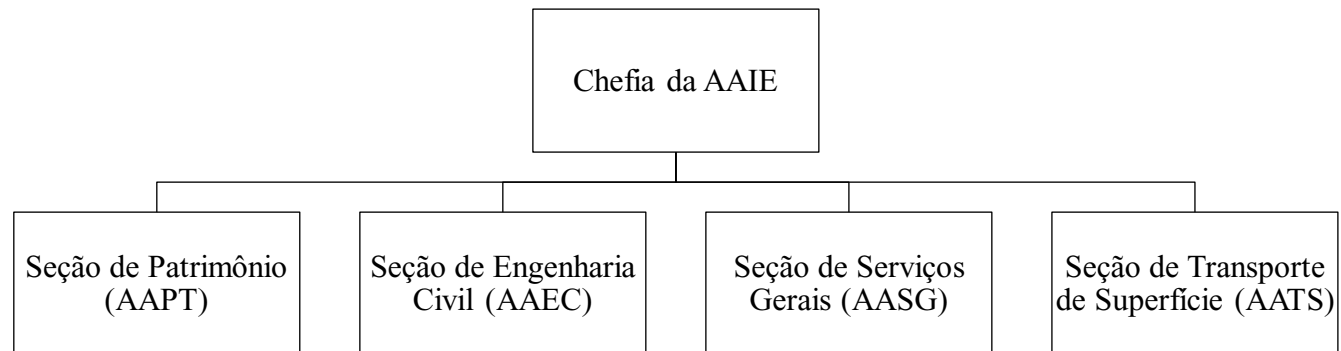 Chefia da AAIE
Seção de Patrimônio
(AAPT)
Seção de Engenharia
Civil (AAEC)
Seção de Serviços
Gerais (AASG)
Seção de Transporte
de Superfície (AATS)